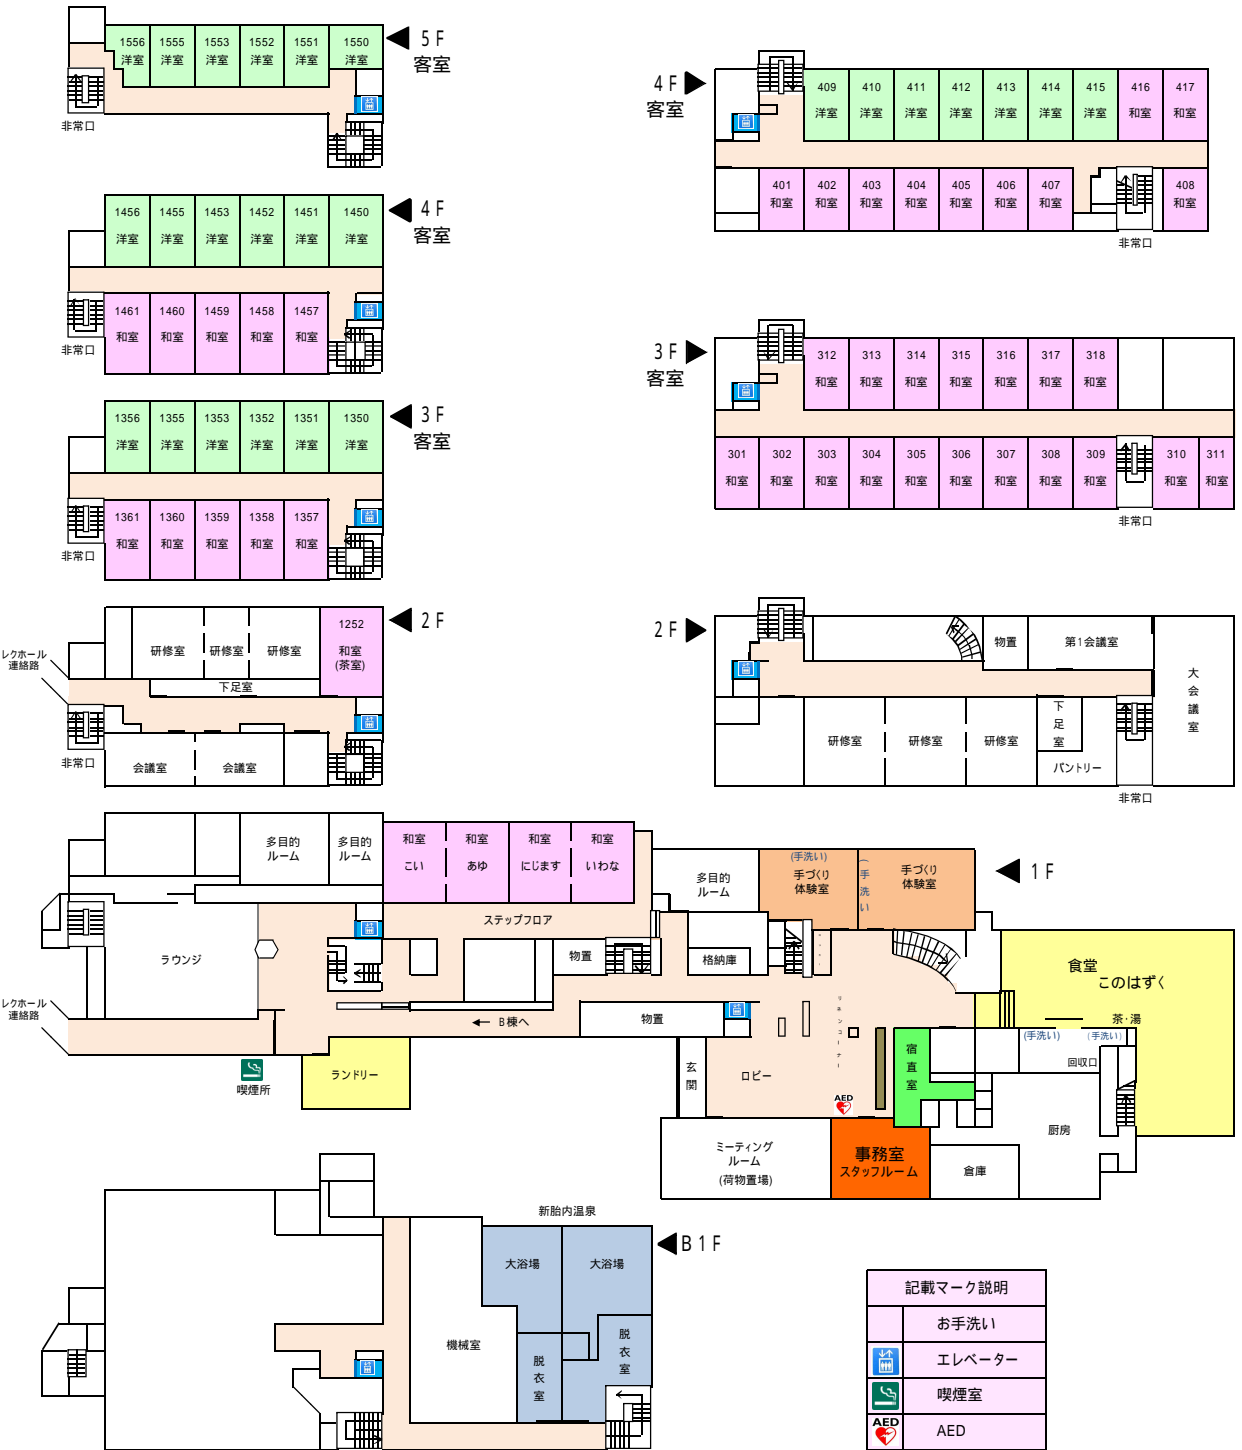 5F
客室
1556 1555 1553 1552 1551 1550
洋室 洋室 洋室 洋室 洋室 洋室
非常口
4F
客室
409 410 411 412 413 414 415 416 417
洋室 洋室 洋室 洋室 洋室 洋室 洋室 和室 和室
401 402 403 404 405 406 407 408
和室 和室 和室 和室 和室 和室 和室 和室
非常口
4F
客室
1456 1455 1453 1452 1451 1450
洋室 洋室 洋室 洋室 洋室 洋室
1461 1460 1459 1458 1457
和室 和室 和室 和室 和室
非常口
3F
客室
312 313 314 315 316 317 318
和室 和室 和室 和室 和室 和室 和室
301 302 303 304 305 306 307 308 309 310 311
和室 和室 和室 和室 和室 和室 和室 和室 和室 和室 和室
非常口
3F
客室
1356 1355 1353 1352 1351 1350
洋室 洋室 洋室 洋室 洋室 洋室
1361 1360 1359 1358 1357
和室 和室 和室 和室 和室
非常口
2F
1252
和室
(茶室)
研修室 研修室 研修室
レクホール
連絡路
下足室
会議室 会議室
非常口
2F
物置 第1会議室
大会議室
研修室 研修室 研修室
下足室
パントリー
非常口
1F
多目的
ルーム
多目的
ルーム
和室 和室 和室 和室
こい あゆ にじます いわな
多目的
ルーム
(手洗い)
手づくり
体験室
(手洗い
手づくり
体験室
ステップフロア
ラウンジ
物置
格納庫
食堂
このはずく
茶・湯
(手洗い) (手洗い)
回収口
レクホール
連絡路
← B棟へ
物置
リネンコーナー
喫煙所
ランドリー
玄関
ロビー
AED
宿直室
厨房
ミーティング
ルーム
(荷物置場)
事務室
スタッフルーム
倉庫
B1F
新胎内温泉
大浴場 大浴場
機械室
脱衣室
脱衣室
記載マーク説明
お手洗い
エレベーター
喫煙室
AED AED